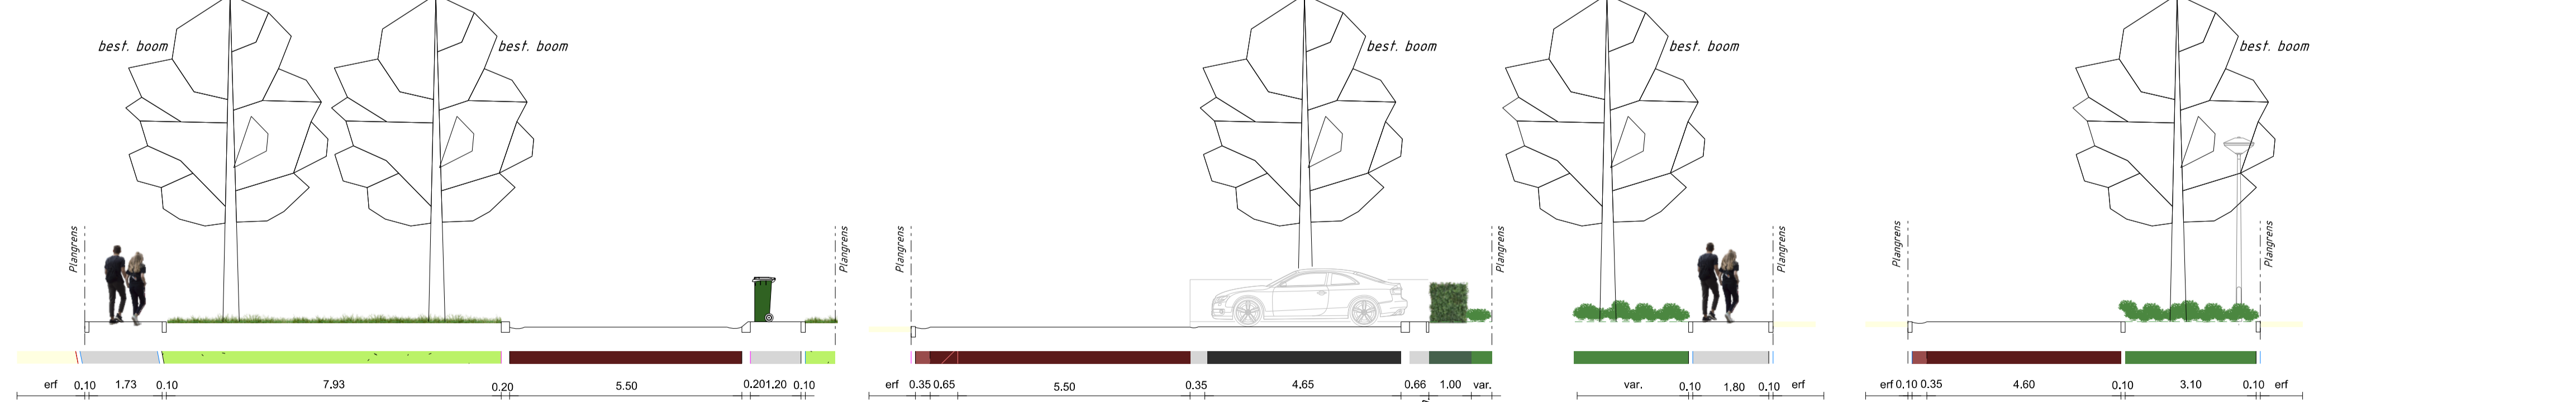 best. boom
best. boom
Plangrens
Plangrens
erf 0.10 1.73 0.10 7.93 0.20 5.50 0.20 1.20 0.10
best. boom
Plangrens
Plangrens
erf 0.35 0.65 5.50 0.35 4.65 0.66 1.00 var.
best. boom
Plangrens
var. 0.10 1.80 0.10 erf
best. boom
Plangrens
Plangrens
erf 0.10 0.35 4.60 0.10 3.10 0.10 erf